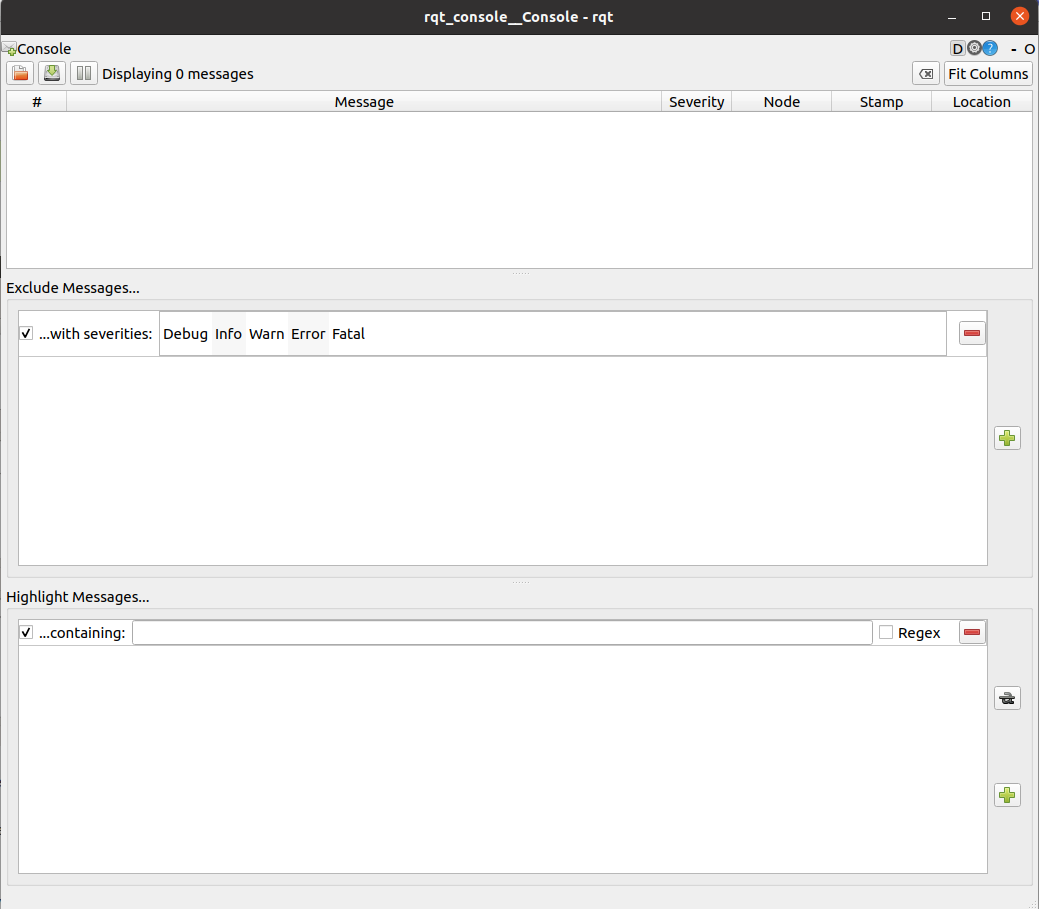 rqt_console__Console - rqt
Console D ? - O
Displaying 0 messages Fit Columns
# Message Severity Node Stamp Location
Exclude Messages...
...with severities: Debug Info Warn Error Fatal
Highlight Messages...
...containing: Regex